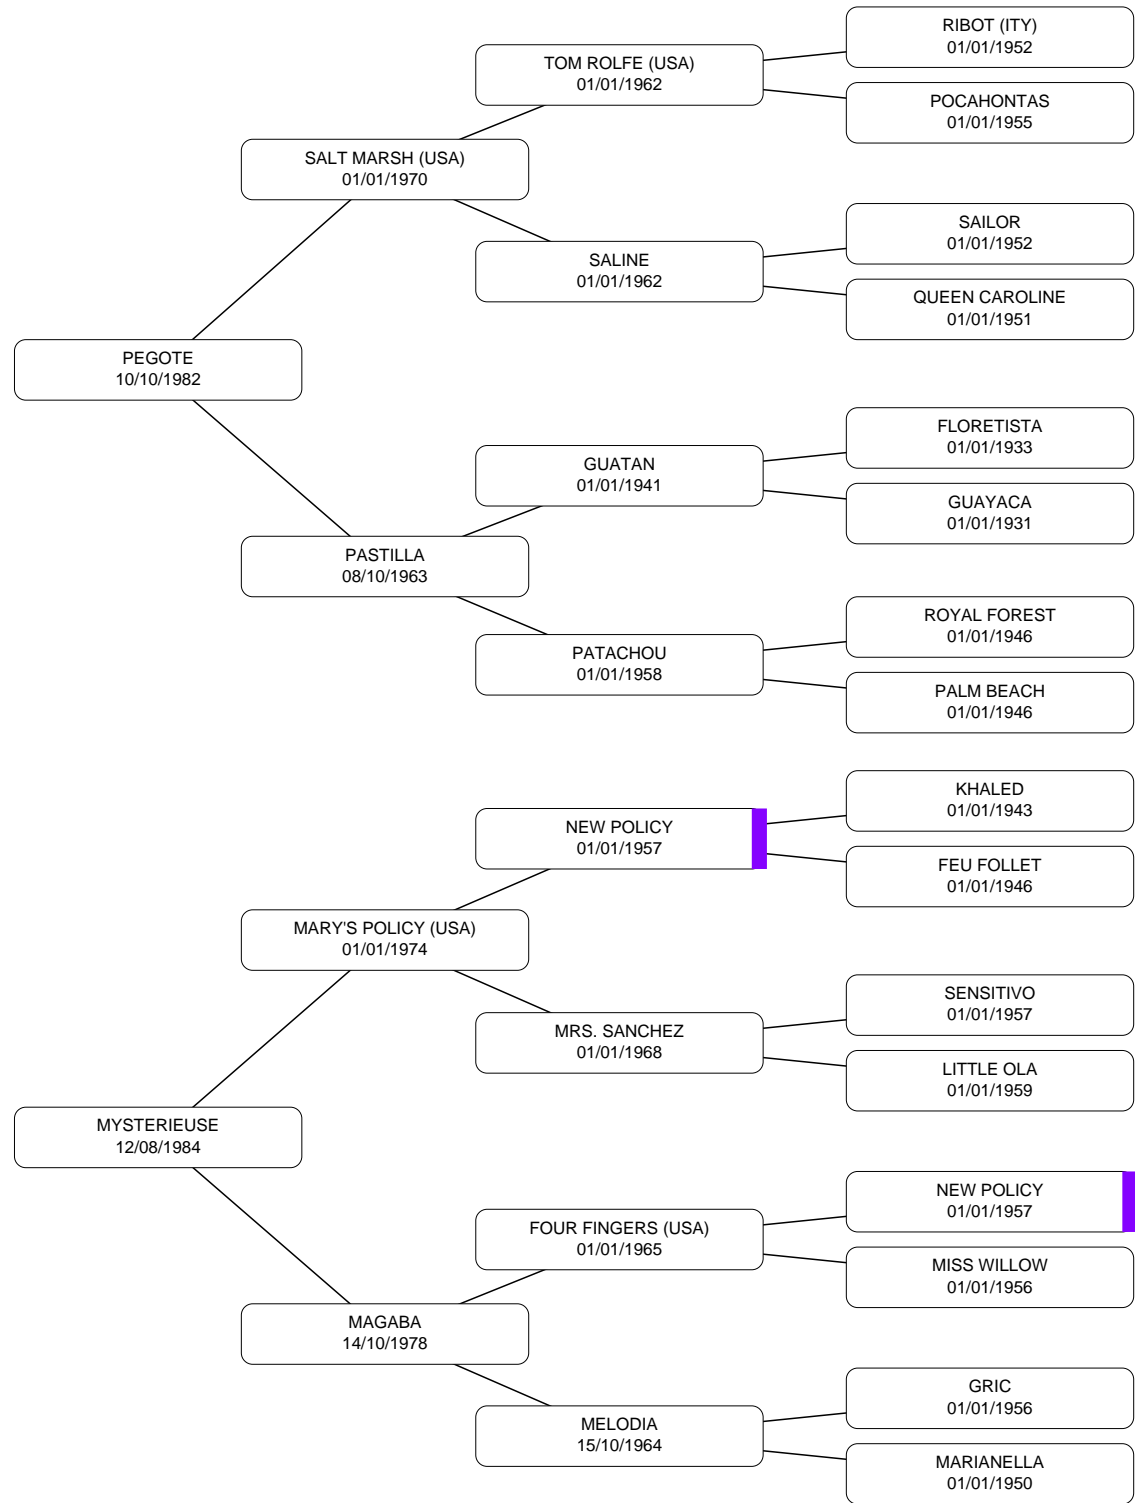 RIBOT (ITY)
01/01/1952
TOM ROLFE (USA)
01/01/1962
POCAHONTAS
01/01/1955
SALT MARSH (USA)
01/01/1970
SAILOR
01/01/1952
SALINE
01/01/1962
QUEEN CAROLINE
01/01/1951
PEGOTE
10/10/1982
FLORETISTA
01/01/1933
GUATAN
01/01/1941
GUAYACA
01/01/1931
PASTILLA
08/10/1963
ROYAL FOREST
01/01/1946
PATACHOU
01/01/1958
PALM BEACH
01/01/1946
KHALED
01/01/1943
NEW POLICY
01/01/1957
FEU FOLLET
01/01/1946
MARY'S POLICY (USA)
01/01/1974
SENSITIVO
01/01/1957
MRS. SANCHEZ
01/01/1968
LITTLE OLA
01/01/1959
MYSTERIEUSE
12/08/1984
NEW POLICY
01/01/1957
FOUR FINGERS (USA)
01/01/1965
MISS WILLOW
01/01/1956
MAGABA
14/10/1978
GRIC
01/01/1956
MELODIA
15/10/1964
MARIANELLA
01/01/1950